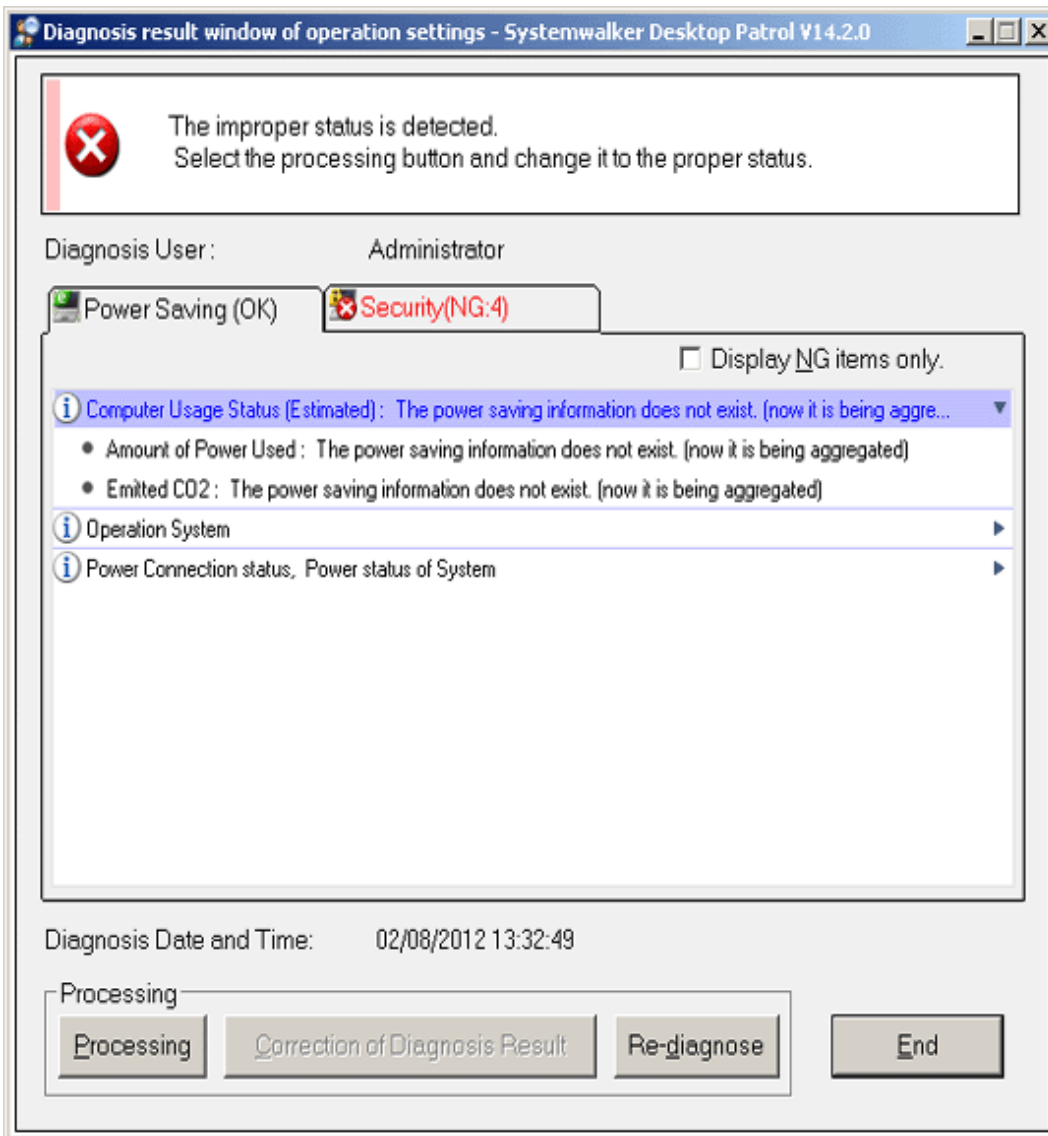 Diagnosis result window of operation settings - Systemwalker Desktop Patrol V14.2.0
The improper status is detected.
Select the processing button and change it to the proper status.
Diagnosis User : Administrator
Power Saving (OK) Security(NG:4)
Display NG items only.
Computer Usage Status (Estimated) : The power saving information does not exist. (now it is being aggre...
Amount of Power Used : The power saving information does not exist. (now it is being aggregated)
Emitted CO2 : The power saving information does not exist. (now it is being aggregated)
Operation System
Power Connection status, Power status of System
Diagnosis Date and Time: 02/08/2012 13:32:49
Processing
Processing Correction of Diagnosis Result Re-diagnose End